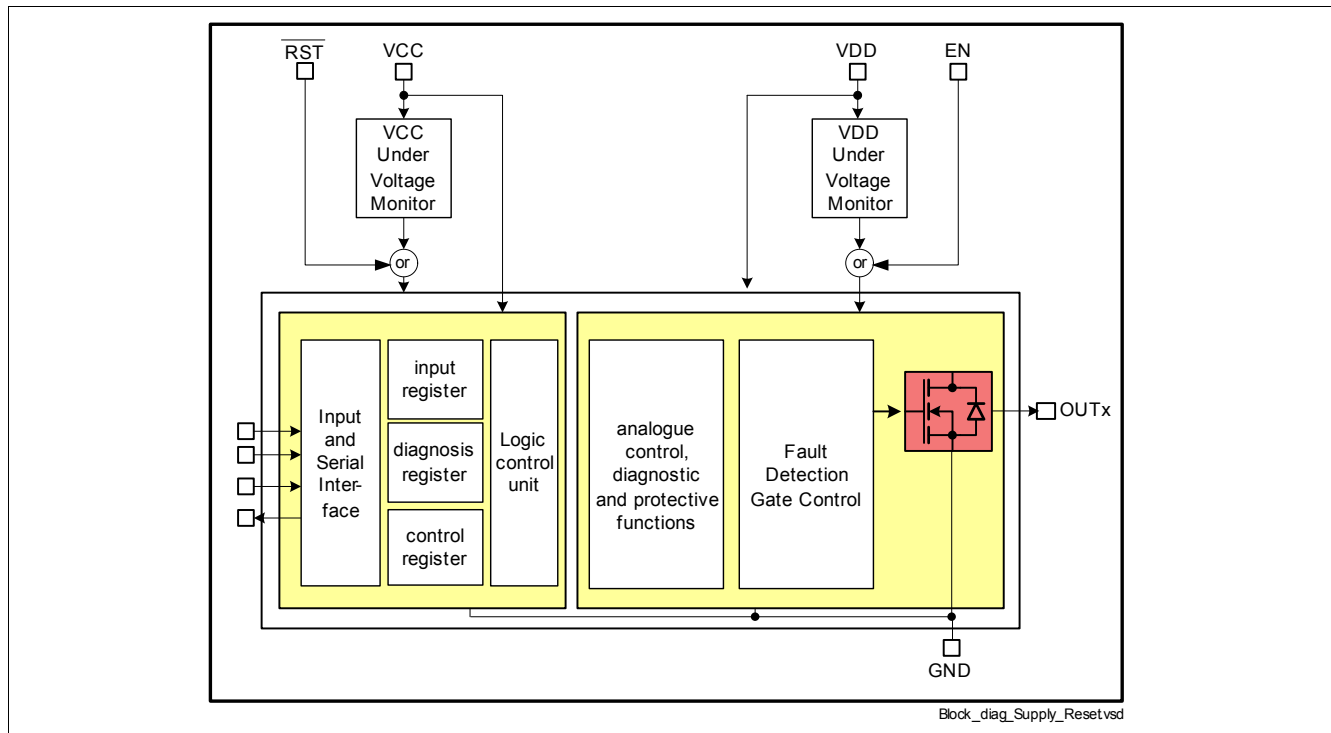 RST
VCC
VDD
EN
VCC
Under
Voltage
Monitor
VDD
Under
Voltage
Monitor
or
or
Input
and
Serial
Inter-
face
input
register
diagnosis
register
control
register
Logic
control
unit
analogue
control,
diagnostic
and protective
functions
Fault
Detection
Gate Control
OUTx
GND
Block_diag_Supply_Reset.vsd